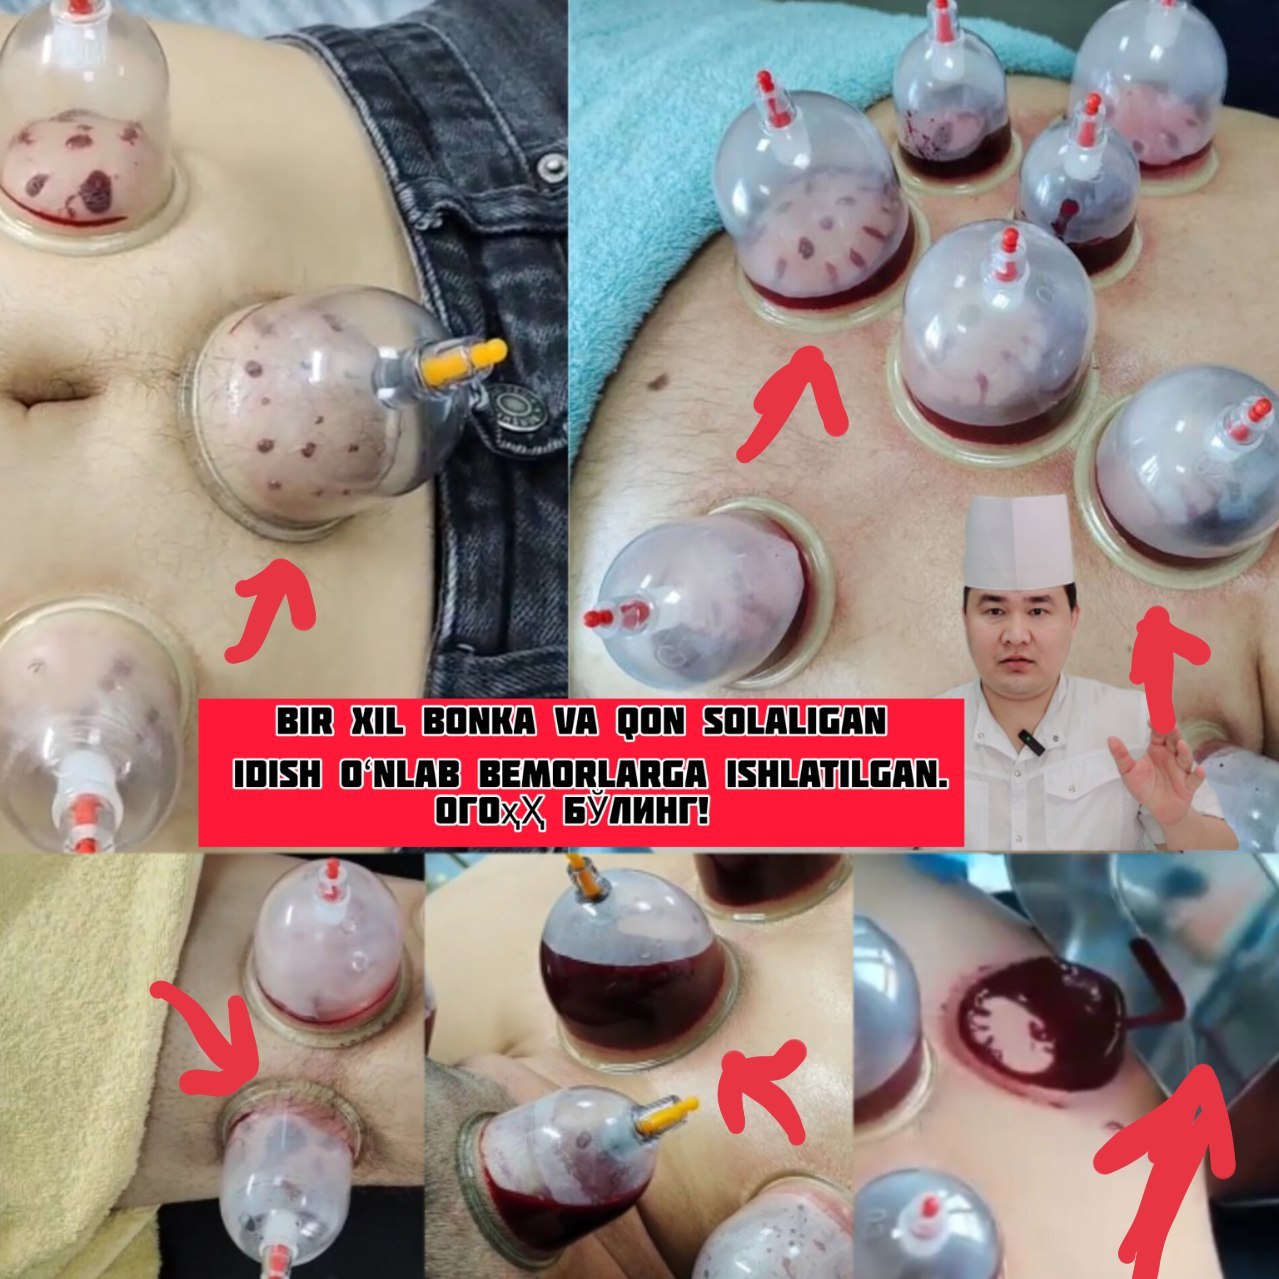 BIR XIL BONKA VA QON SOLALIGAN
IDISH O‘NLAB BEMORLARGA ISHLATILGAN.
ОГОҳҲ БЎЛИНГ!